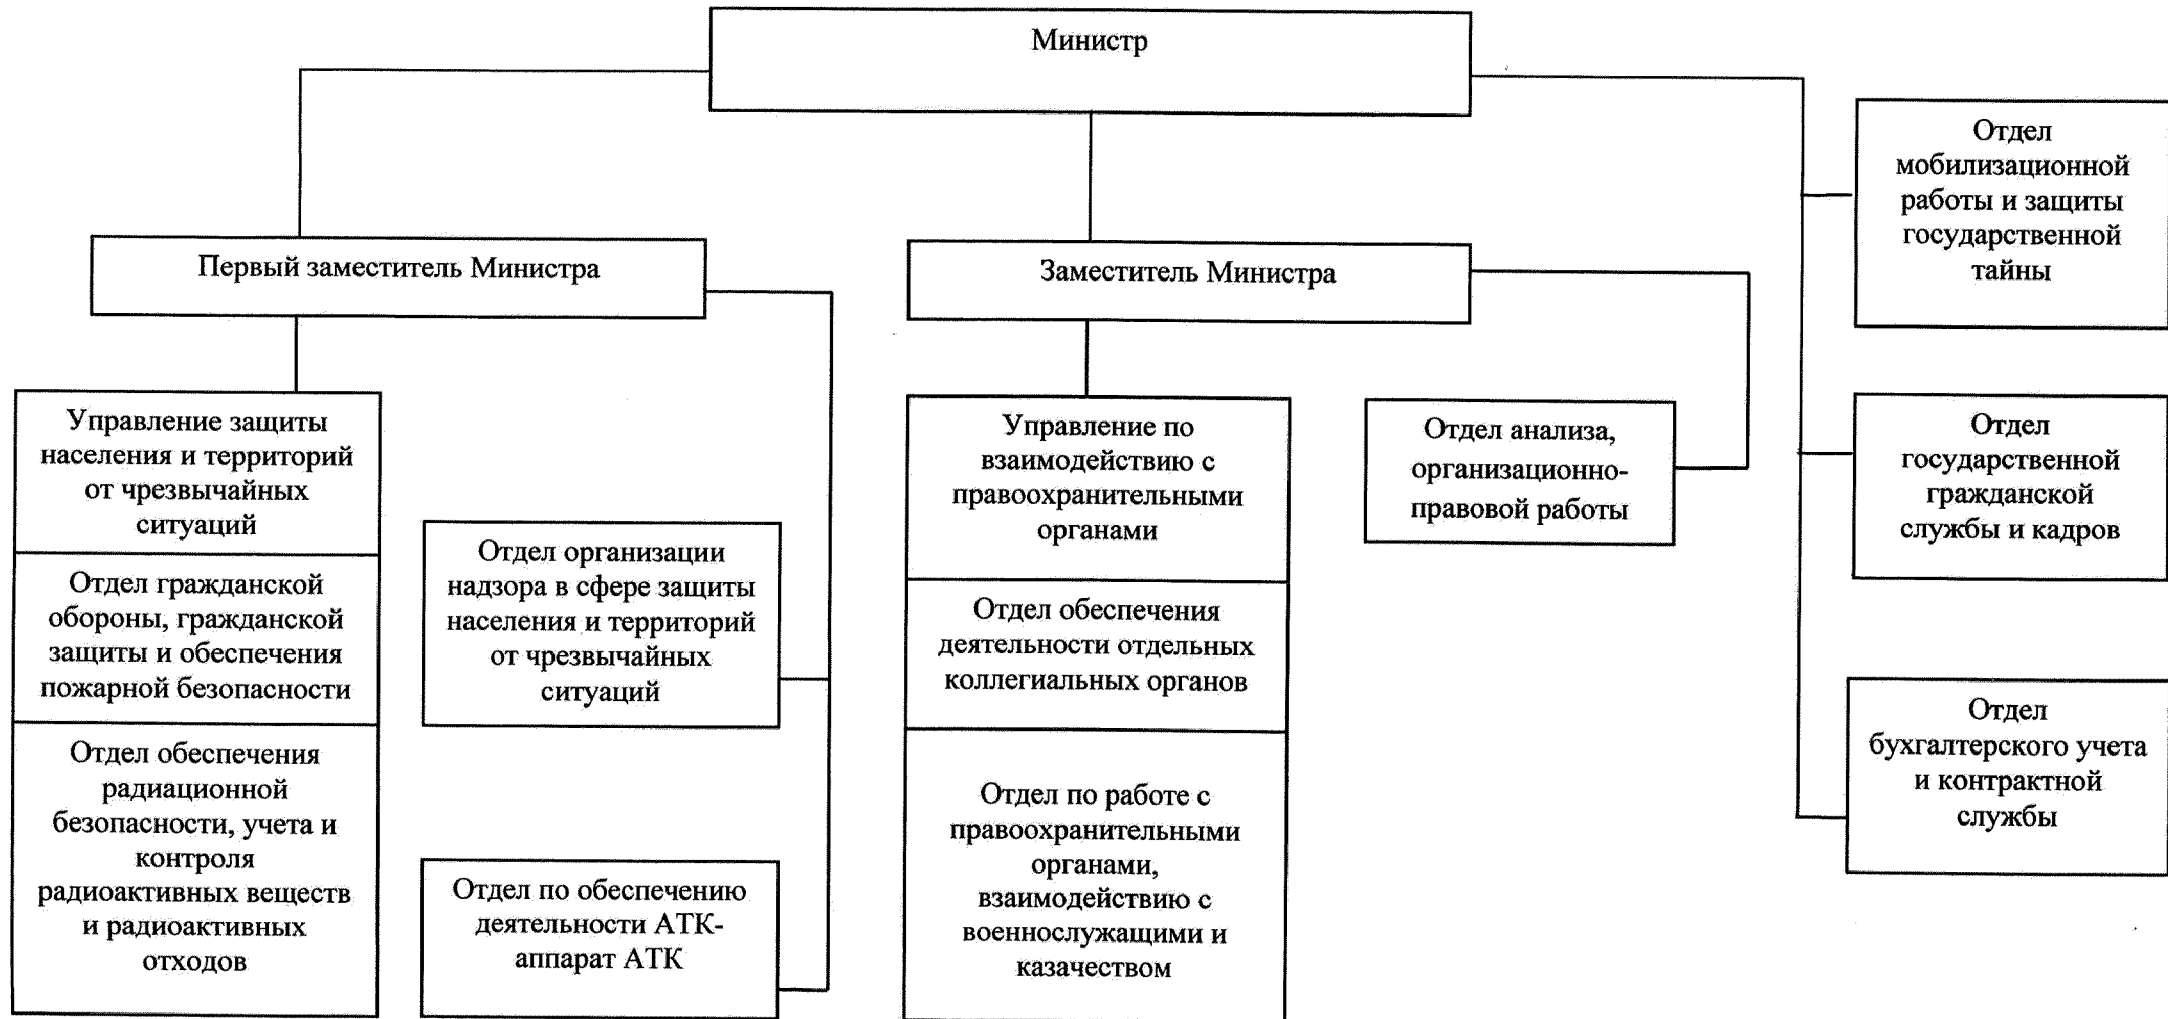 Министр
Первый заместитель Министра
Заместитель Министра
Отдел
мобилизационной
работы и защиты
государственной
тайны
Управление защиты
населения и территорий
от чрезвычайных
ситуаций
Отдел гражданской
обороны, гражданской
защиты и обеспечения
пожарной безопасности
Отдел обеспечения
радиационной
безопасности, учета и
контроля
радиоактивных веществ
и радиоактивных
отходов
Отдел организации
надзора в сфере защиты
населения и территорий
от чрезвычайных
ситуаций
Отдел по обеспечению
деятельности АТК-
аппарат АТК
Управление по
взаимодействию с
правоохранительными
органами
Отдел обеспечения
деятельности отдельных
коллегиальных органов
Отдел по работе с
правоохранительными
органами,
взаимодействию с
военнослужащими и
казачеством
Отдел анализа,
организационно-
правовой работы
Отдел
государственной
гражданской
службы и кадров
Отдел
бухгалтерского учета
и контрактной
службы